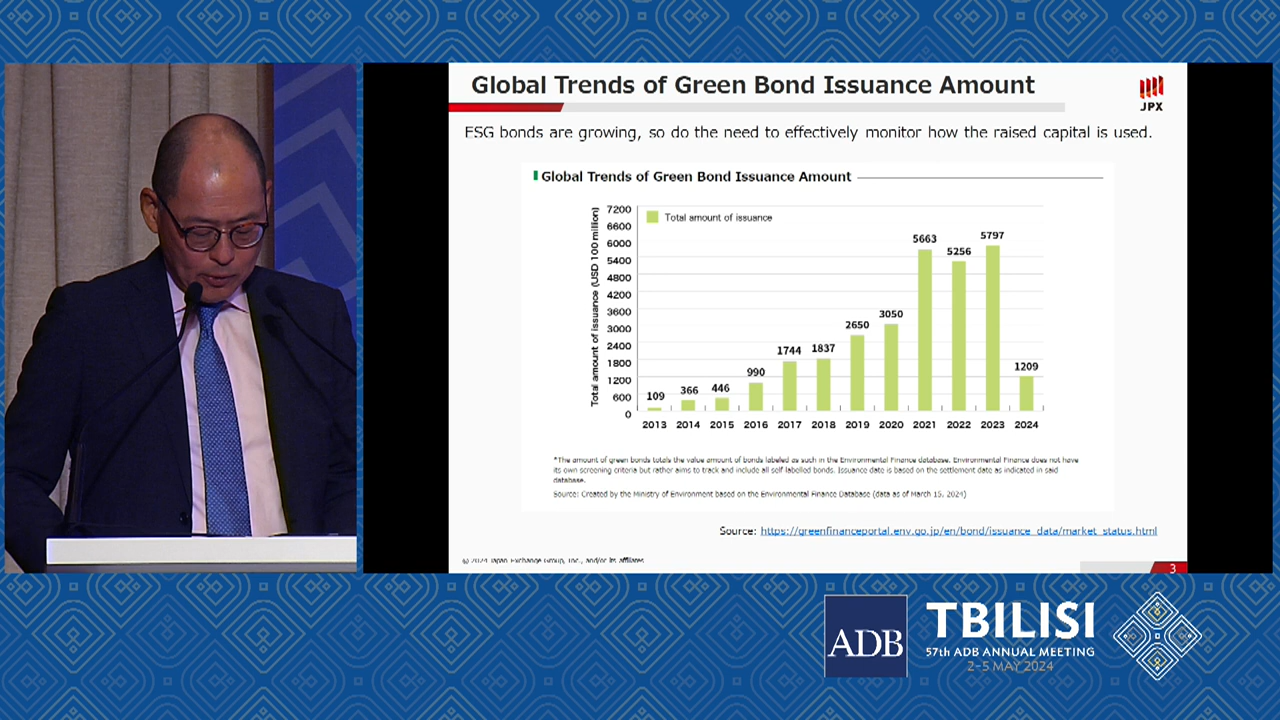 Global Trends of Green Bond Issuance Amount
JPX
ESG bonds are growing, so do the need to effectively monitor how the raised capital is used.
Global Trends of Green Bond Issuance Amount
Total amount of issuance (USD 100 million)
7200
6600
6000
5400
4800
4200
3600
3000
2400
1800
1200
600
0
Total amount of issuance
109
366
446
990
1744
1837
2650
3050
5663
5256
5797
1209
2013 2014 2015 2016 2017 2018 2019 2020 2021 2022 2023 2024
*The amount of green bonds totals the value amount of bonds labeled as such in the Environmental Finance database. Environmental Finance does not have
its own screening criteria but rather aims to track and include all self-labelled bonds. Issuance date is based on the settlement date as indicated in said
database.
Source: Created by the Ministry of Environment based on the Environmental Finance Database (data as of March 15, 2024)
Source: https://greenfinanceportal.env.go.jp/en/bond/issuance_data/market_status.html
© 2024 Japan Exchange Group, Inc., and/or its affiliates
3
ADB
TBILISI
57th ADB ANNUAL MEETING
2–5 MAY 2024